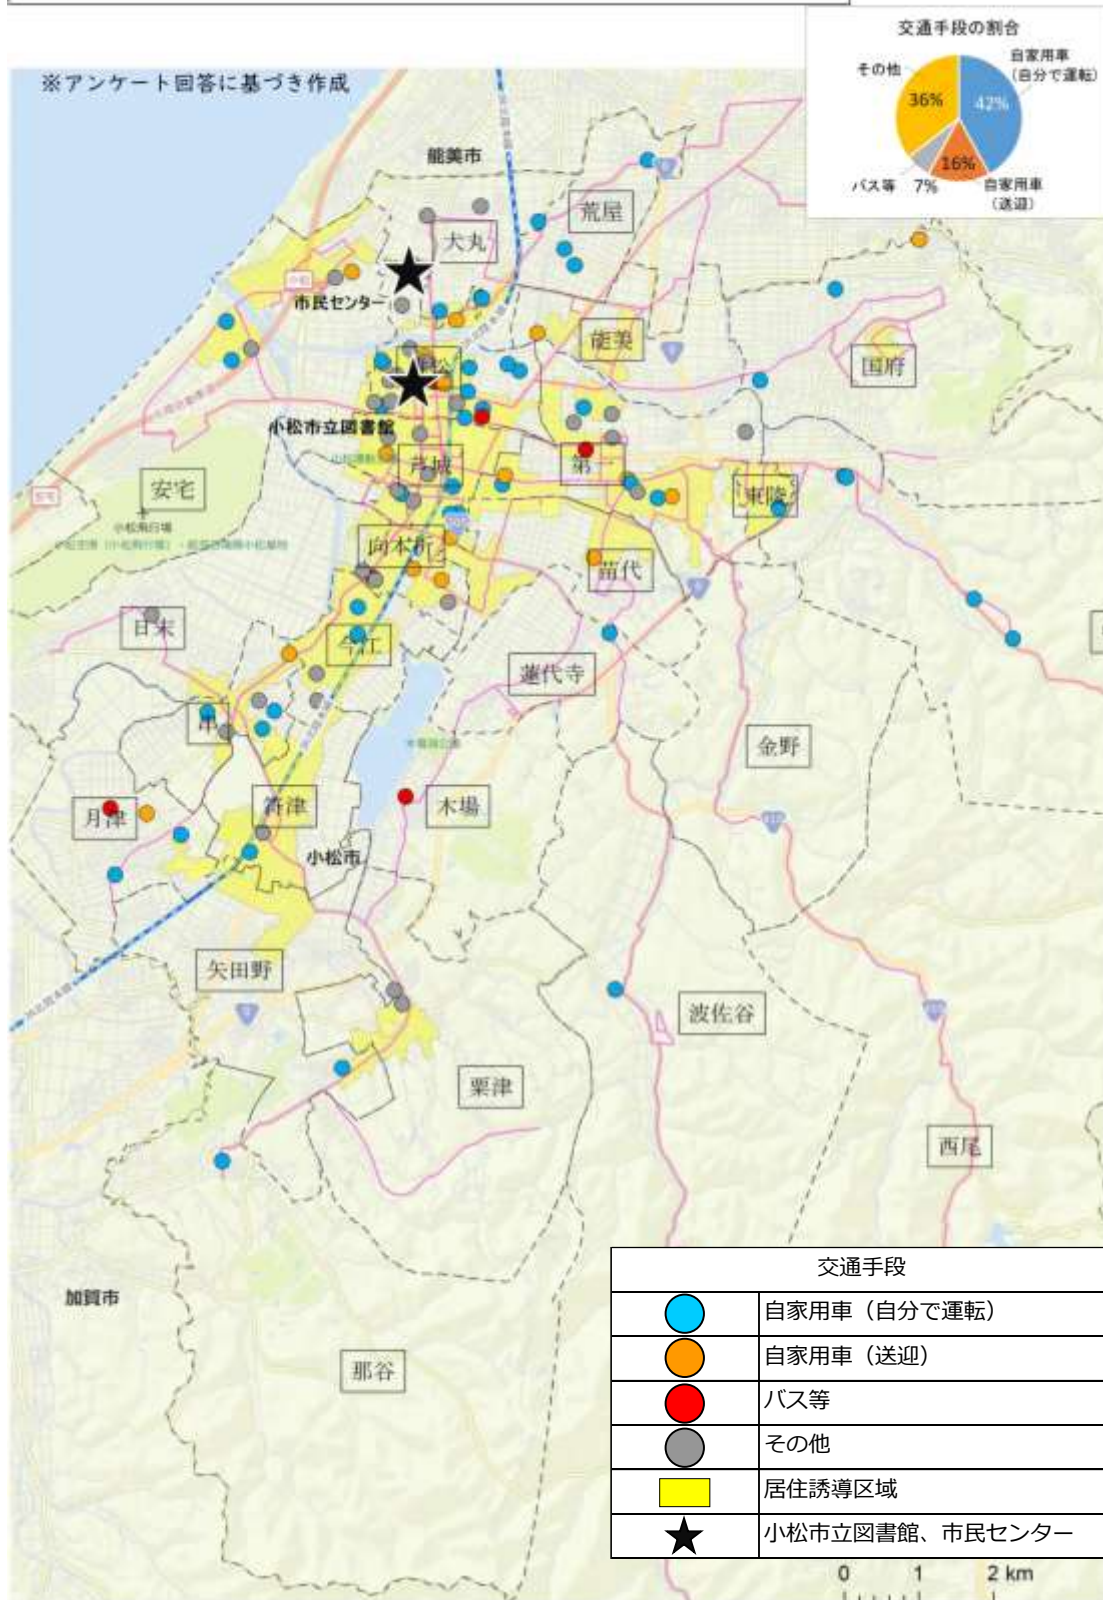 交通手段の割合
自家用車
(自分で運転)
その他
36%
42%
16%
バス等 7%
自家用車
(送迎)
※アンケート回答に基づき作成
能美市
荒屋
犬丸
小松
市民センター
能美
国府
小松市立図書館
芦城
第一
安宅
東陵
小松飛行場
向本折
苗代
日末
今江
蓮代寺
串
金野
月津
符津
木場
小松市
矢田野
波佐谷
粟津
西尾
加賀市
那谷
交通手段
自家用車（自分で運転）
自家用車（送迎）
バス等
その他
居住誘導区域
小松市立図書館、市民センター
0 1 2 km